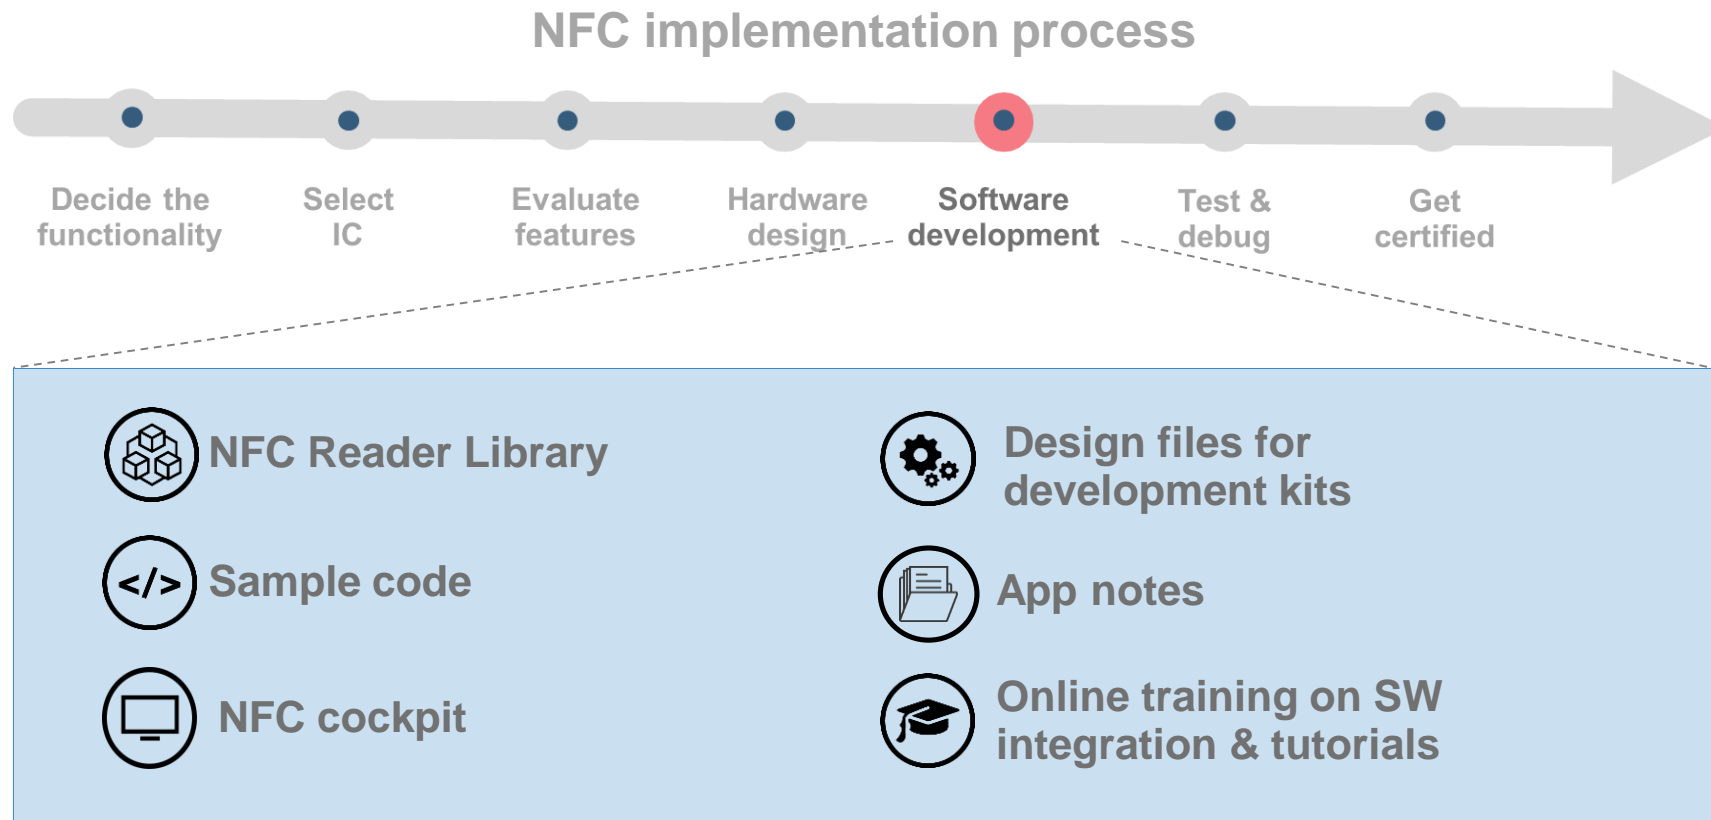 NFC implementation process
Decide the
functionality
Select
IC
Evaluate
features
Hardware
design
Software
development
Test &
debug
Get
certified
NFC Reader Library
</> Sample code
NFC cockpit
Design files for
development kits
App notes
Online training on SW
integration & tutorials